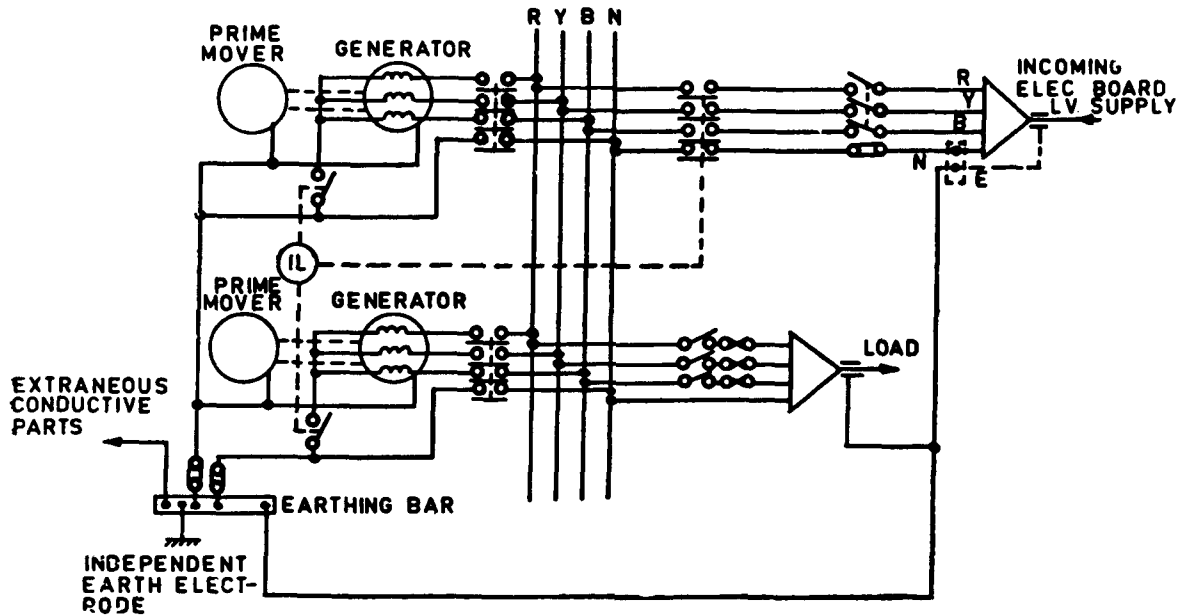 R Y B N
PRIME
MOVER
GENERATOR
R
Y
B
N
E
INCOMING
ELEC BOARD
L.V. SUPPLY
IL
PRIME
MOVER
GENERATOR
LOAD
EXTRANEOUS
CONDUCTIVE
PARTS
EARTHING BAR
INDEPENDENT
EARTH ELECT-
RODE